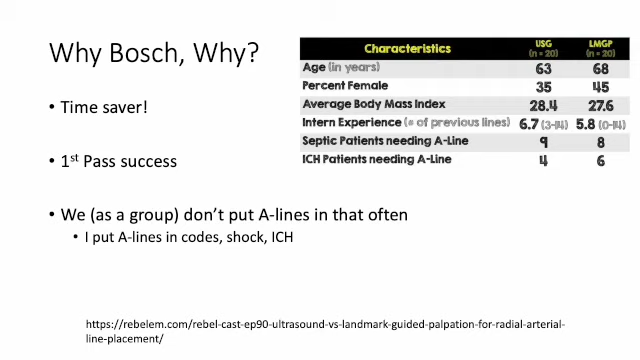 Why Bosch, Why?
• Time saver!
• 1st Pass success
• We (as a group) don't put A-lines in that often
• I put A-lines in codes, shock, ICH
Characteristics USG (n = 20) LMGP (n = 20)
Age (in years) 63 68
Percent Female 35 45
Average Body Mass Index 28.4 27.6
Intern Experience (# of previous lines) 6.7 (3-14) 5.8 (0-14)
Septic Patients needing A-Line 9 8
ICH Patients needing A-Line 4 6
https://rebelem.com/rebel-cast-ep90-ultrasound-vs-landmark-guided-palpation-for-radial-arterial-
line-placement/